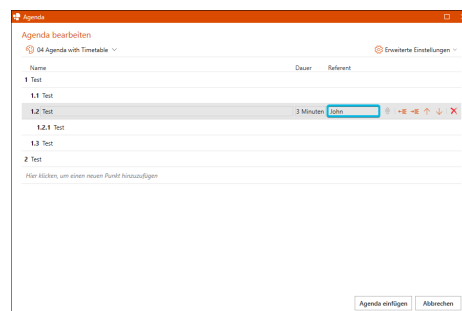 Agenda
Agenda bearbeiten
04 Agenda with Timetable
Erweiterte Einstellungen
Name Dauer Referent
1 Test
1.1 Test
1.2 Test 3 Minuten John
1.2.1 Test
1.3 Test
2 Test
Hier klicken, um einen neuen Punkt hinzuzufügen
Agenda einfügen Abbrechen